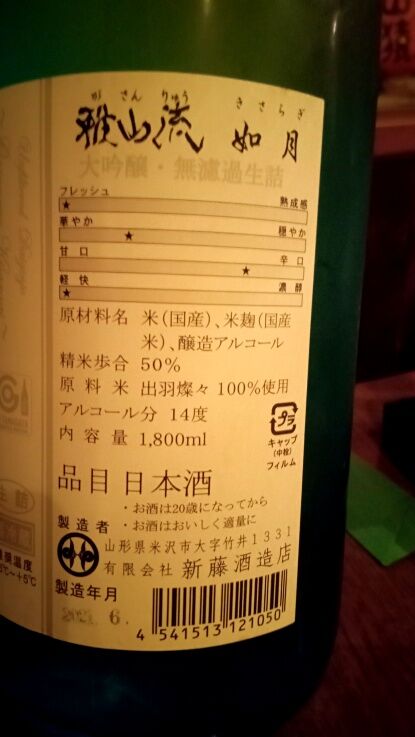 がさんりゅう きさらぎ
雅山流 如月
大吟醸・無濾過生詰
フレッシュ 熟成感
★
華やか 穏やか
★
甘口 辛口
★
軽快 濃醇
★
原材料名 米(国産)、米麹(国産
米)、醸造アルコール
精米歩合 50%
原料米 出羽燦々 100%使用
アルコール分 14度
内容量 1,800ml
プラ
キャップ
(中栓)
フィルム
品目 日本酒
・お酒は20歳になってから
・お酒はおいしく適量に
製造者
山形県米沢市大字竹井1331
有限会社 新藤酒造店
製造年月
6.
4 541513 121050
生詰
温度
+5℃